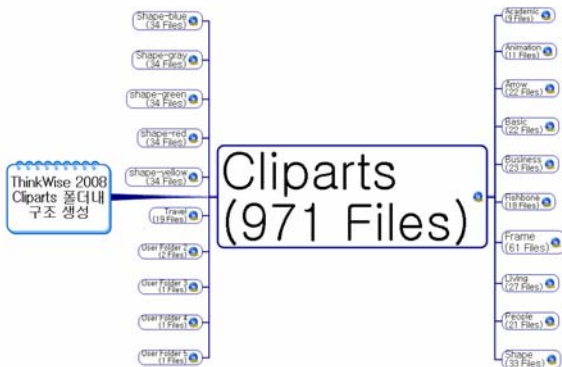 ThinkWise 2008
Cliparts 폴더내
구조 생성
Cliparts
(971 Files)
Shape-blue
(34 Files)
Shape-gray
(34 Files)
shape-green
(34 Files)
shape-red
(34 Files)
shape-yellow
(34 Files)
Travel
(19 Files)
User Folder 2
(2 Files)
User Folder 3
(1 Files)
User Folder 4
(1 Files)
User Folder 5
(1 Files)
Academic
(9 Files)
Animation
(11 Files)
Arrow
(22 Files)
Basic
(22 Files)
Business
(23 Files)
Fishbone
(18 Files)
Frame
(61 Files)
Living
(27 Files)
People
(21 Files)
Shape
(33 Files)